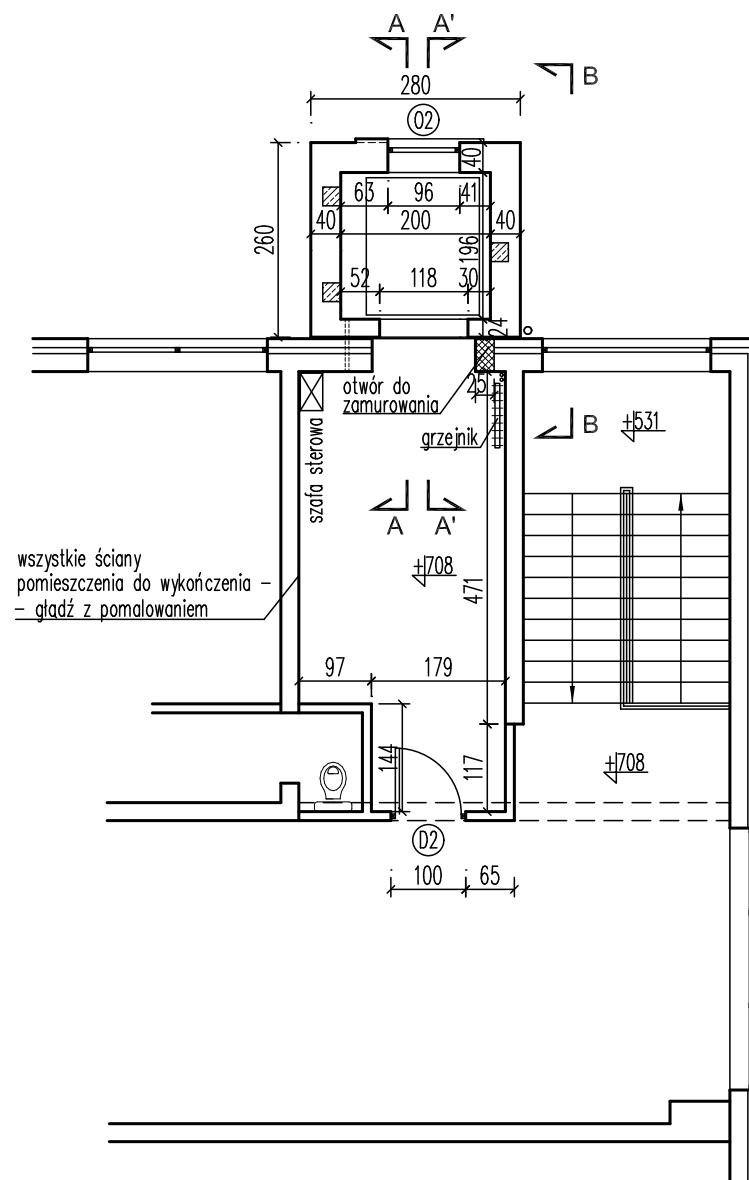 A A'
B
280
O2
40
63 96 41
40 200 40
260
196
52 118 30
24
otwór do
zamurowania
25
grzejnik
szafa sterowa
B
+531
A A'
wszystkie ściany
pomieszczenia do wykończenia –
– głądź z pomalowaniem
+708
471
97 179
144
117
+708
D2
100 65